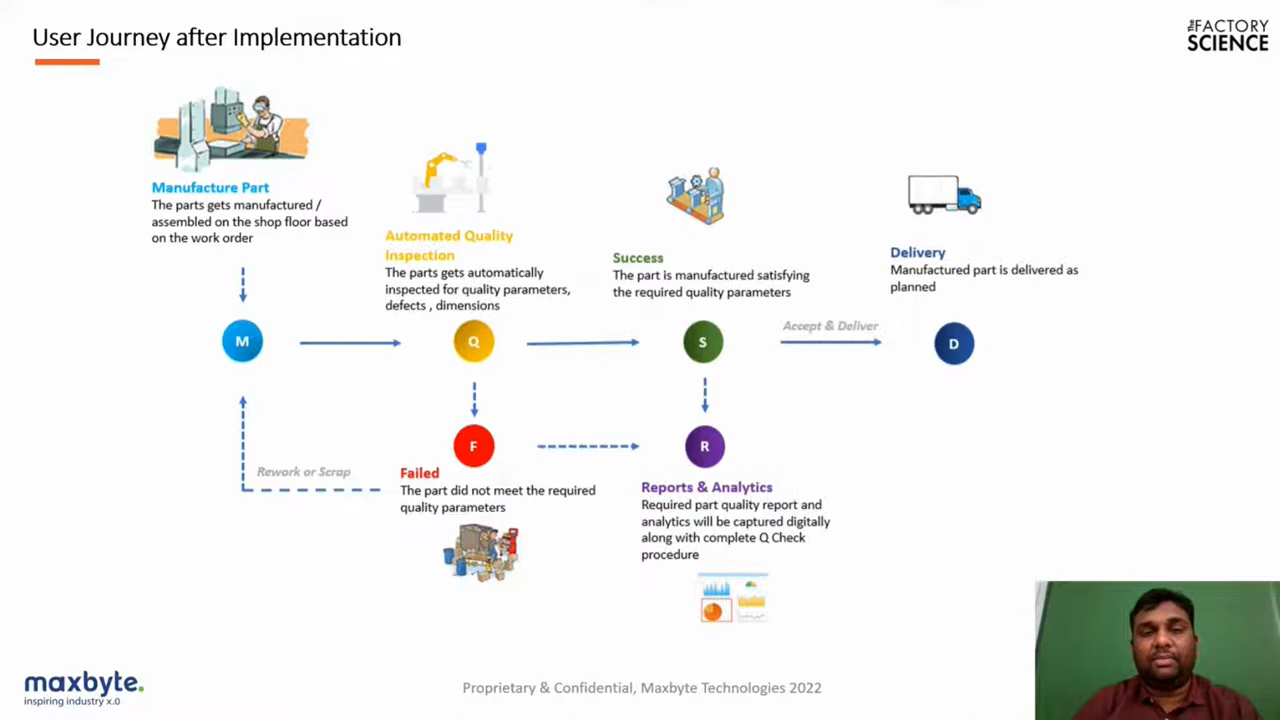 User Journey after Implementation
the FACTORY
SCIENCE
Manufacture Part
The parts gets manufactured /
assembled on the shop floor based
on the work order
Automated Quality
Inspection
The parts gets automatically
inspected for quality parameters,
defects , dimensions
Success
The part is manufactured satisfying
the required quality parameters
Delivery
Manufactured part is delivered as
planned
M
Q
S
Accept & Deliver
D
F
R
Rework or Scrap
Failed
The part did not meet the required
quality parameters
Reports & Analytics
Required part quality report and
analytics will be captured digitally
along with complete Q Check
procedure
maxbyte.
inspiring industry x.0
Proprietary & Confidential, Maxbyte Technologies 2022